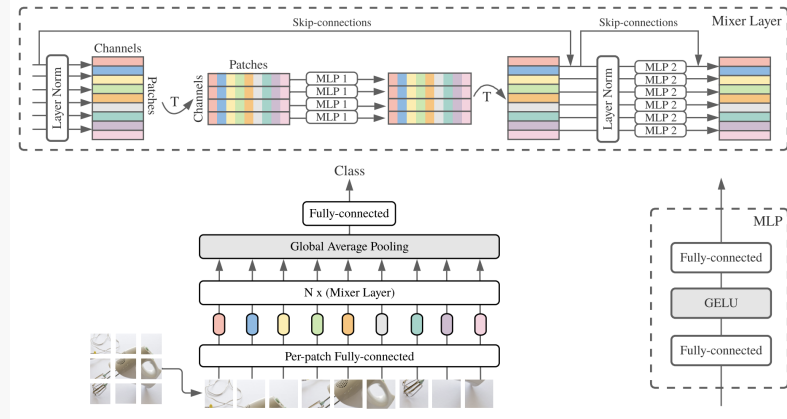 Skip-connections
Skip-connections
Mixer Layer
Channels
Layer Norm
Patches
T
Channels
Patches
MLP 1
MLP 1
MLP 1
MLP 1
T
Layer Norm
MLP 2
MLP 2
MLP 2
MLP 2
MLP 2
MLP 2
Class
Fully-connected
Global Average Pooling
N x (Mixer Layer)
Per-patch Fully-connected
MLP
Fully-connected
GELU
Fully-connected